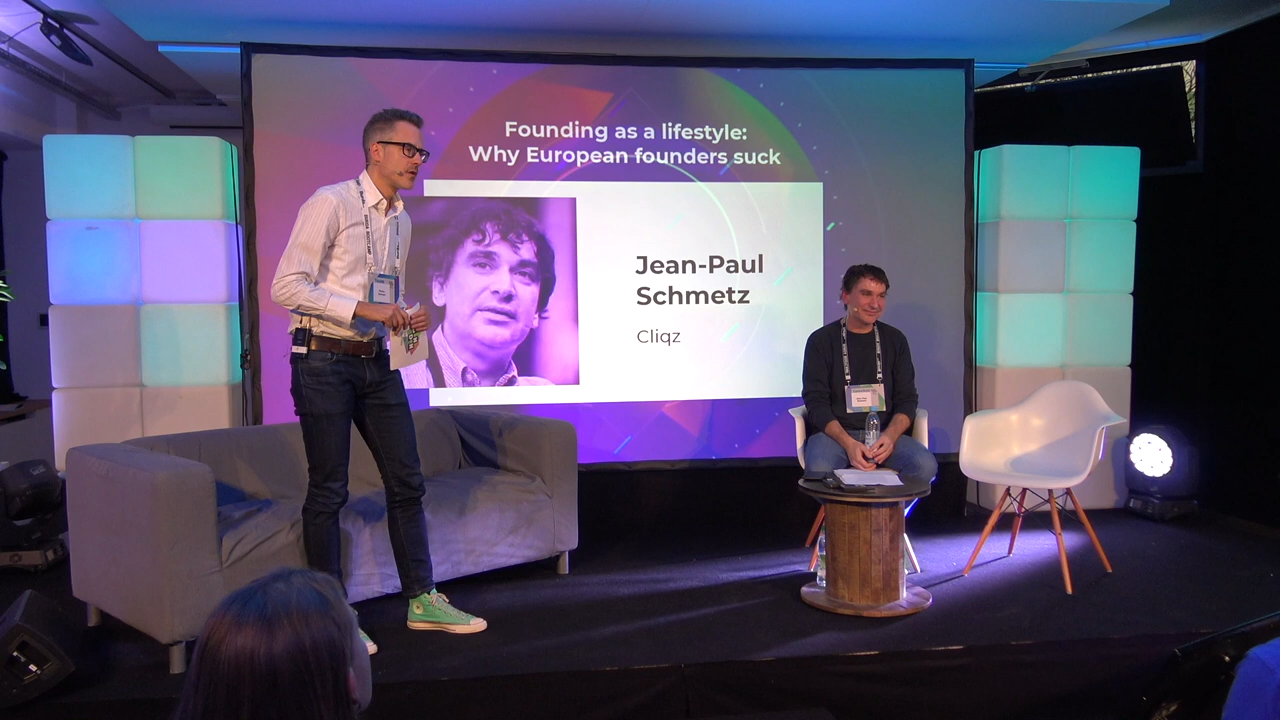 Founding as a lifestyle:
Why European founders suck
Jean-Paul
Schmetz
Cliqz